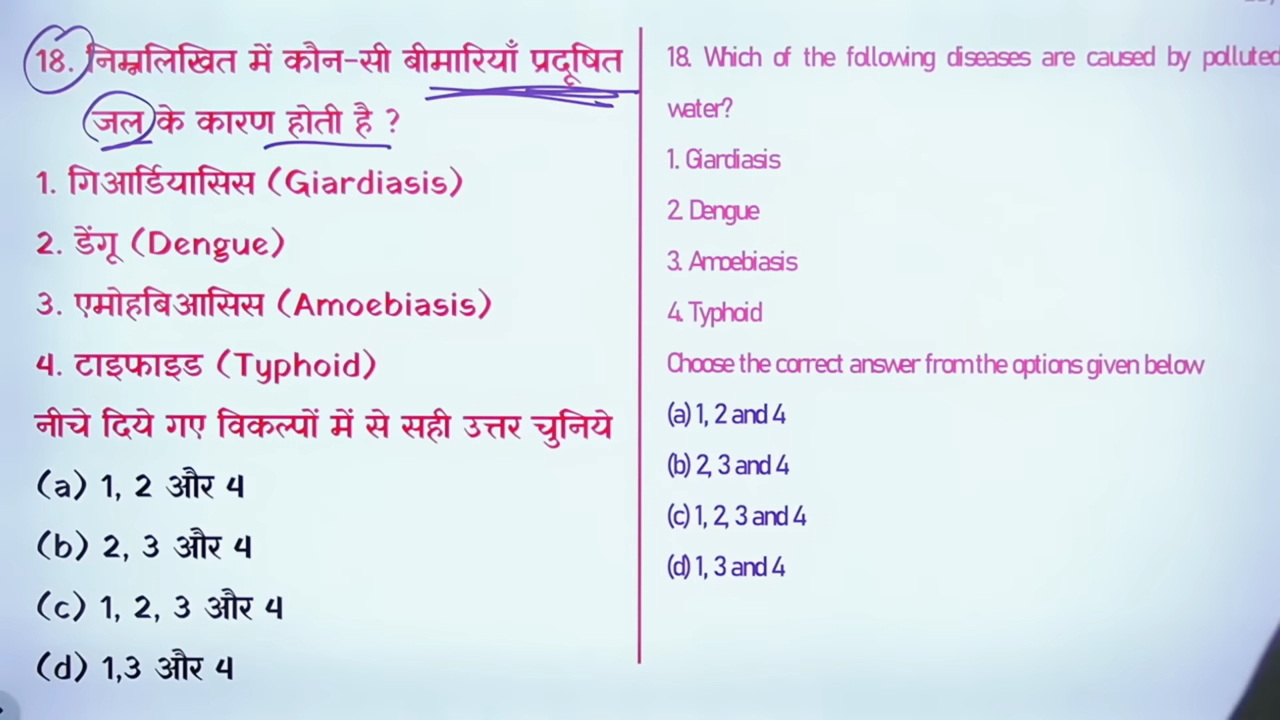 18. निम्नलिखित में कौन-सी बीमारियाँ प्रदूषित
जल के कारण होती है ?
1. गिआर्डियासिस (Giardiasis)
2. डेंगू (Dengue)
3. एमोहबिआसिस (Amoebiasis)
4. टाइफाइड (Typhoid)
नीचे दिये गए विकल्पों में से सही उत्तर चुनिये
(a) 1, 2 और 4
(b) 2, 3 और 4
(c) 1, 2, 3 और 4
(d) 1,3 और 4
18. Which of the following diseases are caused by polluted
water?
1. Giardiasis
2. Dengue
3. Amoebiasis
4. Typhoid
Choose the correct answer from the options given below
(a) 1, 2 and 4
(b) 2, 3 and 4
(c) 1, 2, 3 and 4
(d) 1, 3 and 4